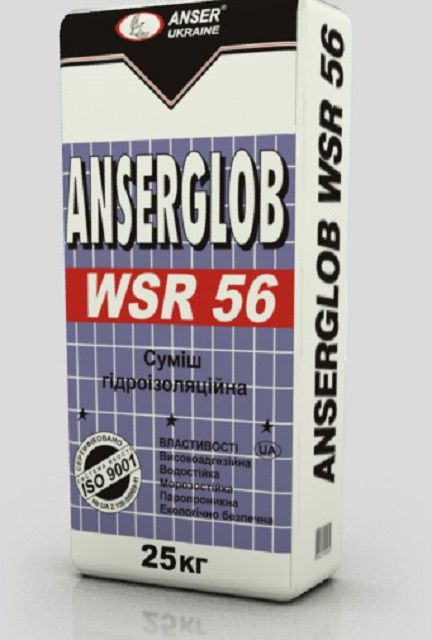 ANSER®
UKRAINE
ANSERGLOB
WSR 56
Суміш
гідроізоляційна
СЕРТИФІКОВАНО
ISO 9001
ВЛАСТИВОСТІ
UA
Високоадгезійна
Водостійка
Морозостійка
Паропроникна
Екологічно безпечна
25кг
ANSERGLOB WSR 56